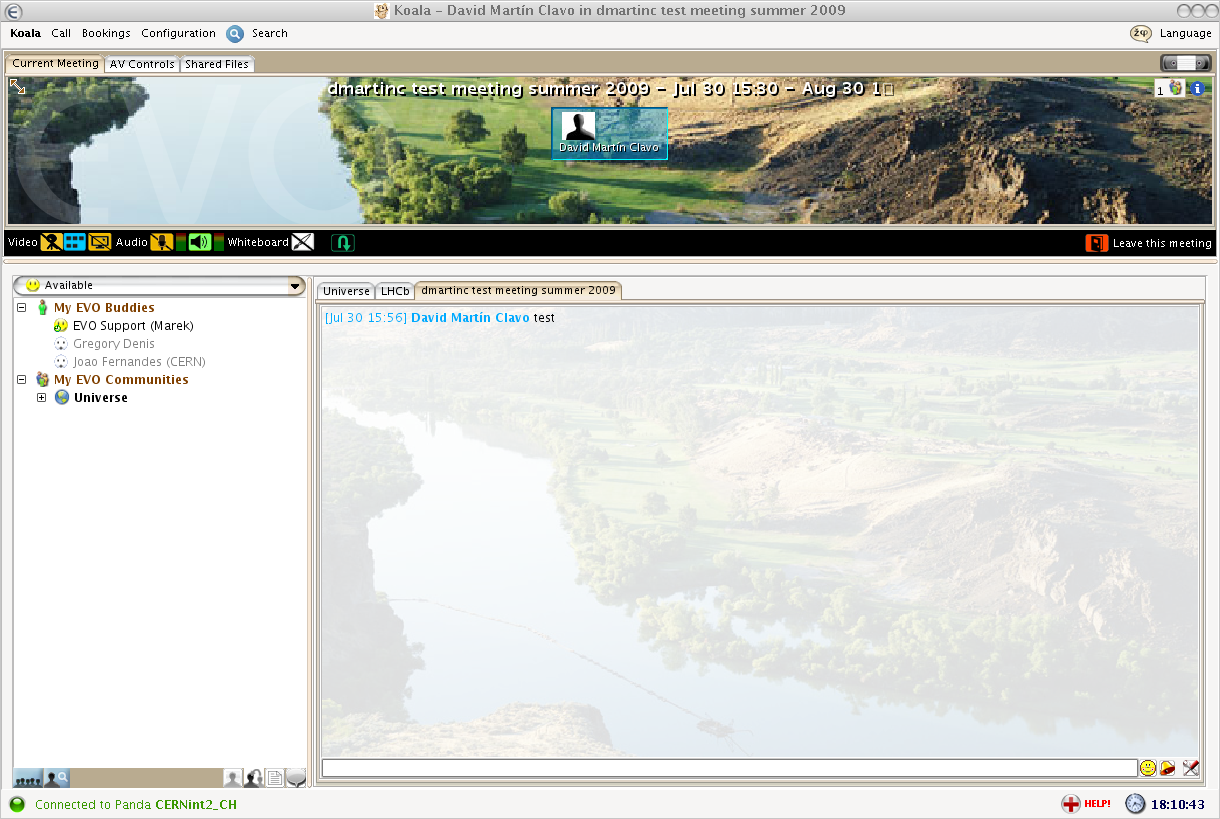 Koala – David Martín Clavo in dmartinc test meeting summer 2009
Koala Call Bookings Configuration Search Language
Current Meeting AV Controls Shared Files
dmartinc test meeting summer 2009 – Jul 30 15:30 – Aug 30 1
1
EVO
David Martín Clavo
Video Audio Whiteboard Leave this meeting
Available
My EVO Buddies
EVO Support (Marek)
Gregory Denis
Joao Fernandes (CERN)
My EVO Communities
Universe
Universe LHCb dmartinc test meeting summer 2009
[Jul 30 15:56] David Martín Clavo test
Connected to Panda CERNint2_CH
HELP! 18:10:43